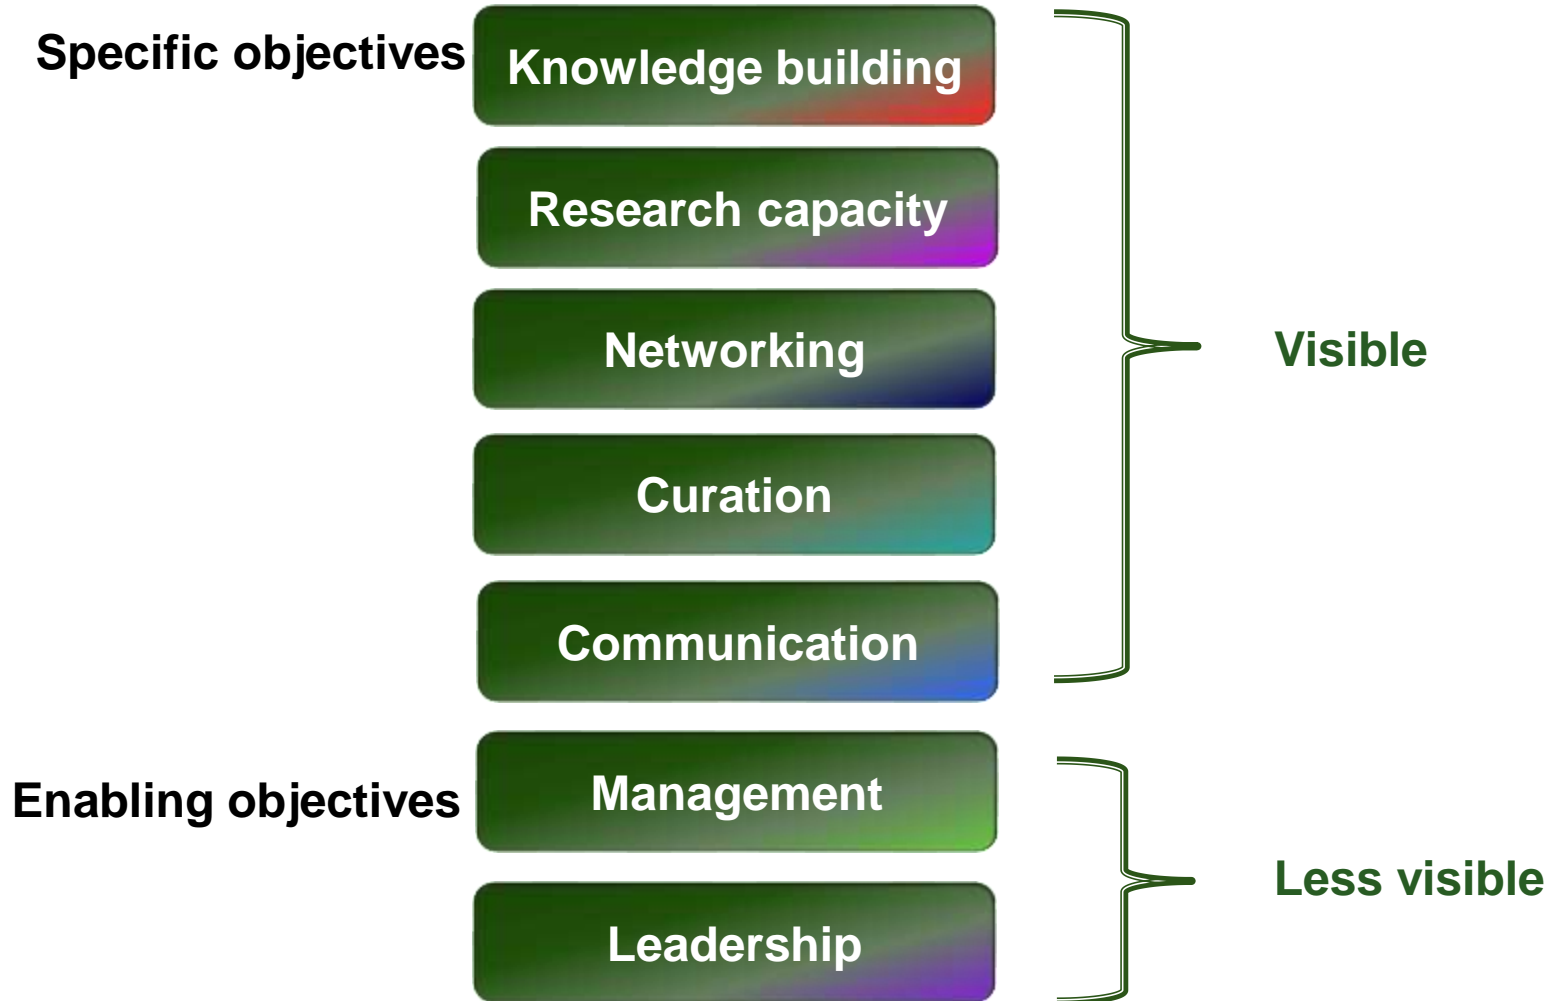 Specific objectives
Knowledge building
Research capacity
Networking
Visible
Curation
Communication
Enabling objectives
Management
Less visible
Leadership